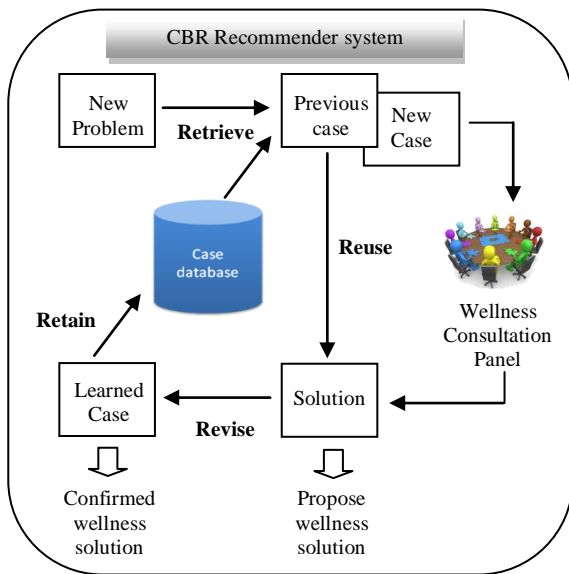 CBR Recommender system
New
Problem
Retrieve
Previous
case
New
Case
Case
database
Reuse
Wellness
Consultation
Panel
Retain
Learned
Case
Revise
Solution
Confirmed
wellness
solution
Propose
wellness
solution